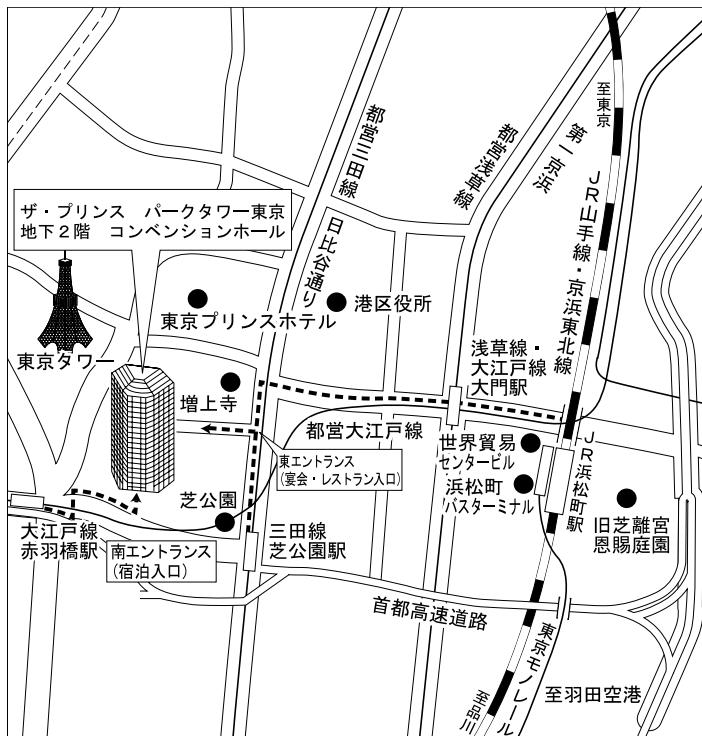 至東京
都営三田線
都営浅草線
第一京浜
JR山手線・京浜東北線
ザ・プリンス パークタワー東京
地下2階 コンベンションホール
日比谷通り
東京プリンスホテル
港区役所
東京タワー
浅草線・
大江戸線
大門駅
増上寺
都営大江戸線
世界貿易
センタービル
JR浜松町駅
東エントランス
(宴会・レストラン入口)
浜松町
バスターミナル
芝公園
旧芝離宮
恩賜庭園
大江戸線
赤羽橋駅
南エントランス
(宿泊入口)
三田線
芝公園駅
首都高速道路
東京モノレール
至羽田空港
至品川